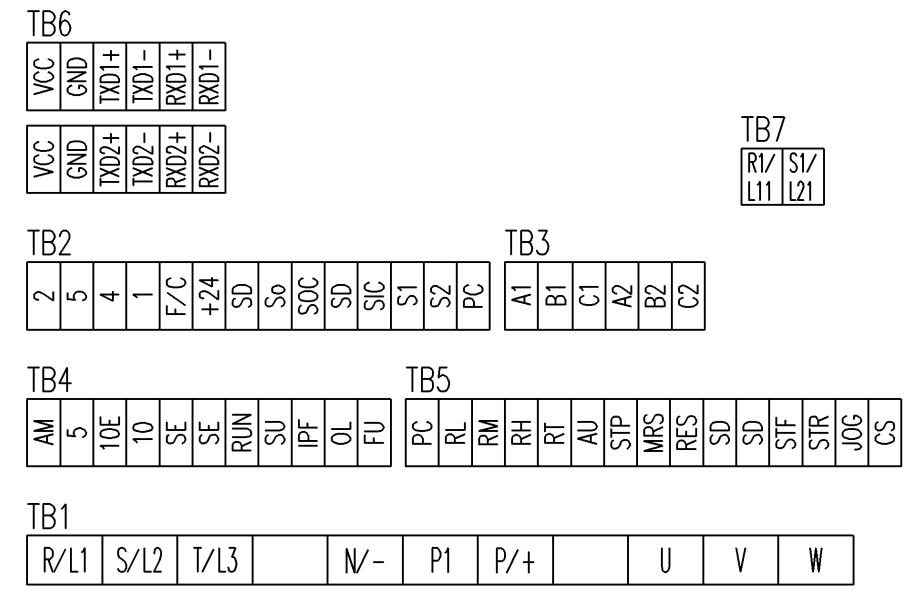 TB6
VCC GND TXD1+ TXD1- RXD1+ RXD1-
VCC GND TXD2+ TXD2- RXD2+ RXD2-
TB7
R1/ S1/
L11 L21
TB2
2 5 4 1 F/C +24 SD So SOC SD SIC S1 S2 PC
TB3
A1 B1 C1 A2 B2 C2
TB4
AM 5 10E 10 SE SE RUN SU IPF OL FU
TB5
PC RL RM RH RT AU STP MRS RES SD SD STF STR JOG CS
TB1
R/L1 S/L2 T/L3 N/- P1 P/+ U V W